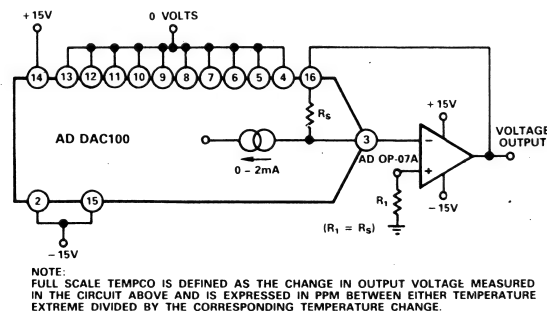 +15V
0 VOLTS
14 13 12 11 10 9 8 7 6 5 4 16
RS
+15V
AD DAC100
3
VOLTAGE
OUTPUT
AD OP-07A
−
+
0 – 2mA
R1
−15V
2 15
(R1 = RS)
−15V
NOTE:
FULL SCALE TEMPCO IS DEFINED AS THE CHANGE IN OUTPUT VOLTAGE MEASURED
IN THE CIRCUIT ABOVE AND IS EXPRESSED IN PPM BETWEEN EITHER TEMPERATURE
EXTREME DIVIDED BY THE CORRESPONDING TEMPERATURE CHANGE.